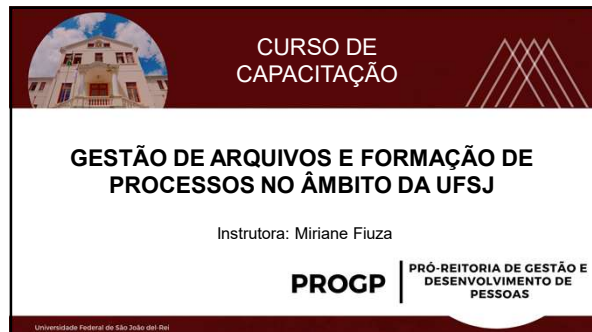 CURSO DE
CAPACITAÇÃO
GESTÃO DE ARQUIVOS E FORMAÇÃO DE
PROCESSOS NO ÂMBITO DA UFSJ
Instrutora: Miriane Fiuza
PROGP
PRÓ-REITORIA DE GESTÃO E
DESENVOLVIMENTO DE
PESSOAS
Universidade Federal de São João del-Rei